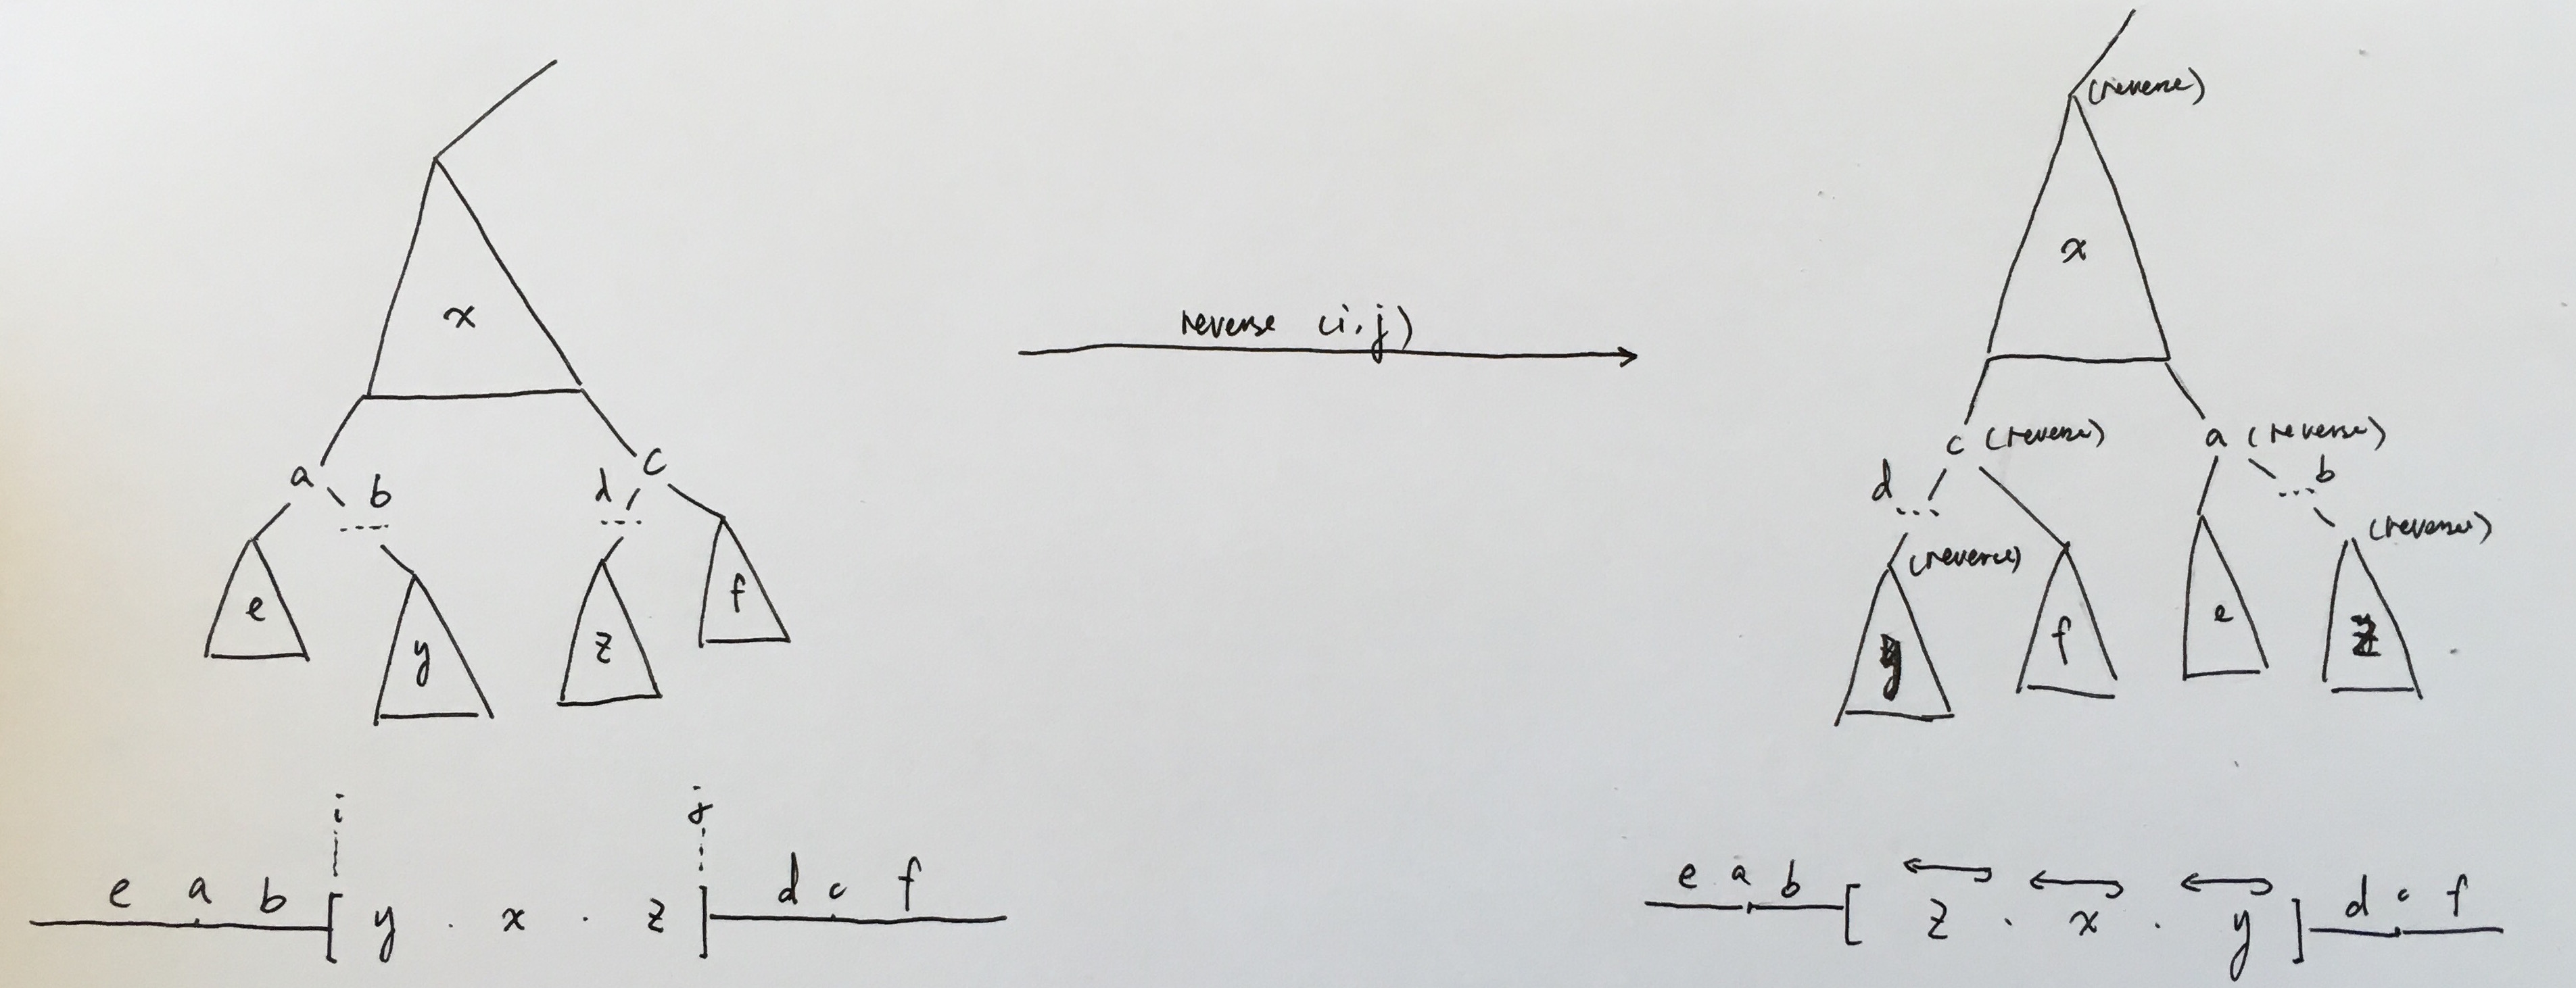 (reverse)
x
x
reverse (i,j)
a b d c
c (reverse) a (reverse)
d b
(reverse) (reverse)
e y z f
y f e z
i j
e a b [ y . x . z ] d c f
e a b [ z . x . y ] d c f